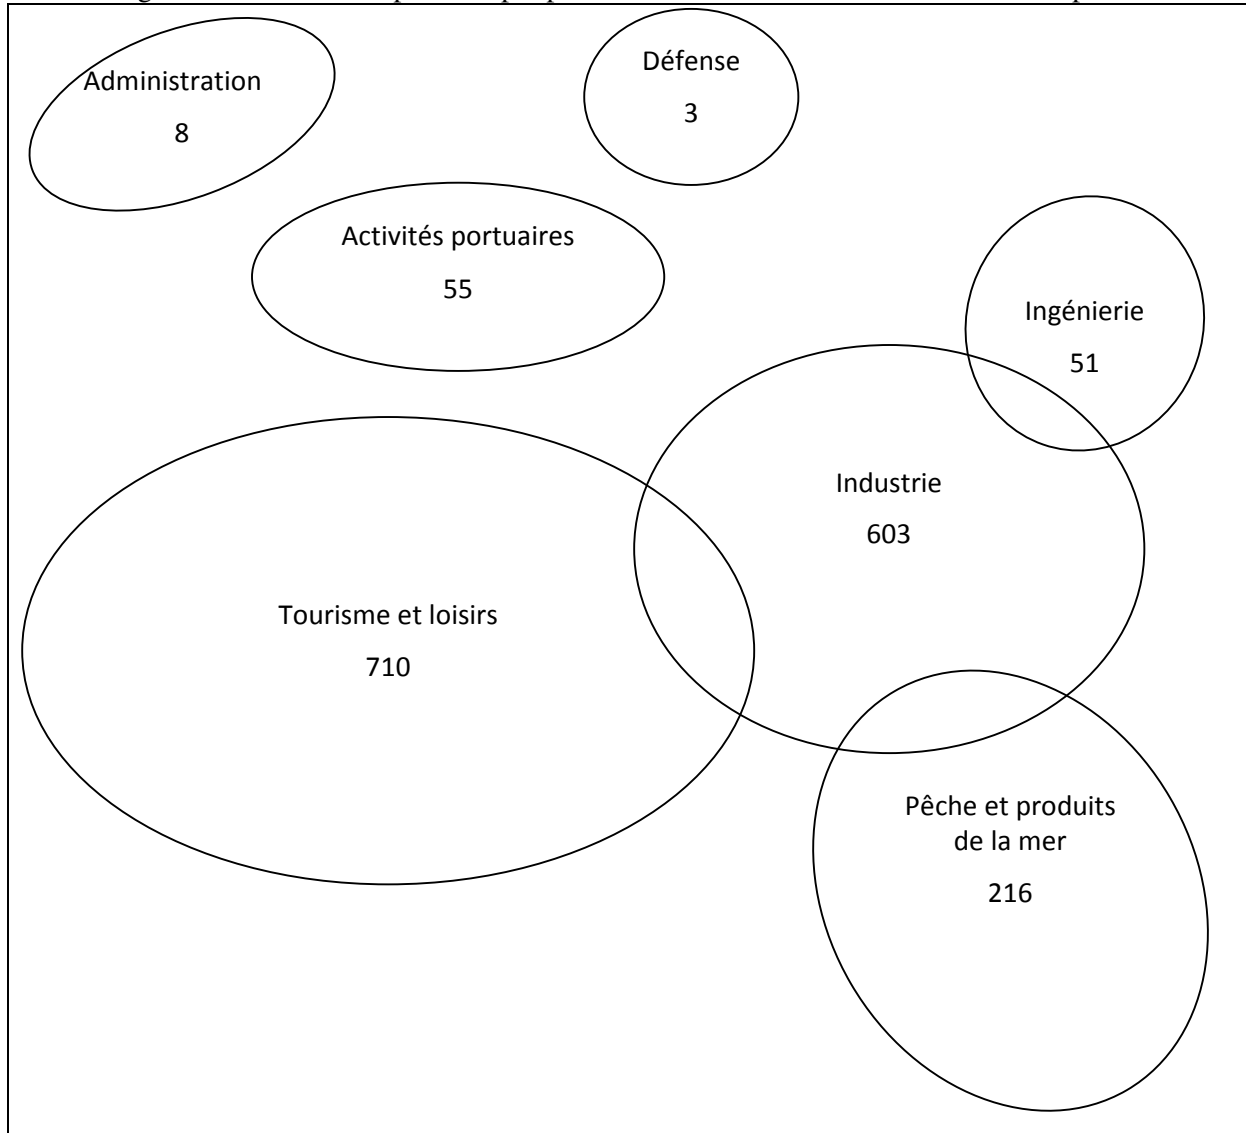 Administration
8
Défense
3
Activités portuaires
55
Ingénierie
51
Industrie
603
Tourisme et loisirs
710
Pêche et produits
de la mer
216